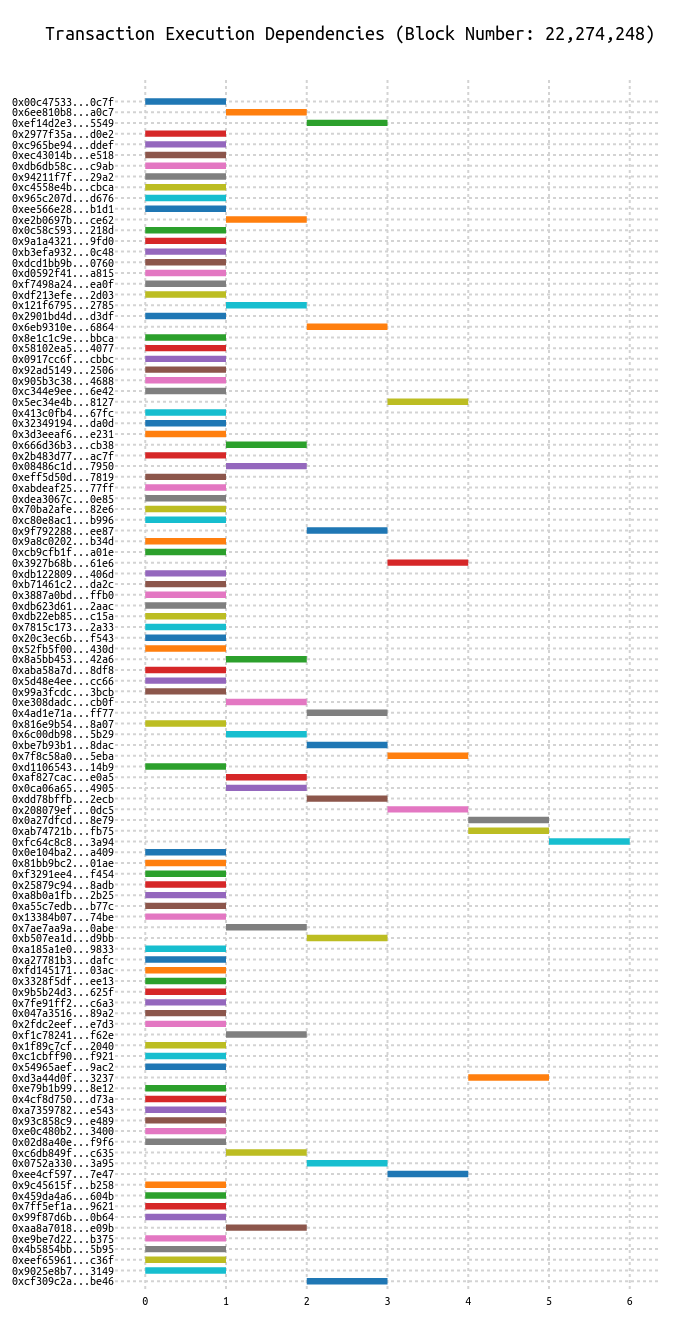 Transaction Execution Dependencies (Block Number: 22,274,248)
0x00c47533...0c7f
0x6ee810b8...a0c7
0xef14d2e3...5549
0x2977f35a...d0e2
0xc965be94...ddef
0xec43014b...e518
0xdb6db58c...c9ab
0x94211f7f...29a2
0xc4558e4b...cbca
0x965c207d...d676
0xee566e28...b1d1
0xe2b0697b...ce62
0x0c58c593...218d
0x9a1a4321...9fd0
0xb3efa932...0c48
0xdcd1bb9b...0760
0xd0592f41...a815
0xf7498a24...ea0f
0xdf213efe...2d03
0x121f6795...2785
0x2901bd4d...d3df
0x6eb9310e...6864
0x8e1c1c9e...bbca
0x58102ea5...4077
0x0917cc6f...cbbc
0x92ad5149...2506
0x905b3c38...4688
0xc344e9ee...6e42
0x5ec34e4b...8127
0x413c0fb4...67fc
0x32349194...da0d
0x3d3eeaf6...e231
0x666d36b3...cb38
0x2b483d77...ac7f
0x08486c1d...7950
0xeff5d50d...7819
0xabdeaf25...77ff
0xdea3067c...0e85
0x70ba2afe...82e6
0xc80e8ac1...b996
0x9f792288...ee87
0x9a8c0202...b34d
0xcb9cfb1f...a01e
0x3927b68b...61e6
0xdb122809...406d
0xb71461c2...da2c
0x3887a0bd...ffb0
0xdb623d61...2aac
0xdb22eb85...c15a
0x7815c173...2a33
0x20c3ec6b...f543
0x52fb5f00...430d
0x8a5bb453...42a6
0xaba58a7d...8df8
0x5d48e4ee...cc66
0x99a3fcdc...3bcb
0xe308dadc...cb0f
0x4ad1e71a...ff77
0x816e9b54...8a07
0x6c00db98...5b29
0xbe7b93b1...8dac
0x7f8c58a0...5eba
0xd1106543...14b9
0xaf827cac...e0a5
0x0ca06a65...4905
0xdd78bffb...2ecb
0x208079ef...0dc5
0x0a27dfcd...8e79
0xab74721b...fb75
0xfc64c8c8...3a94
0x0e104ba2...a409
0x81bb9bc2...01ae
0xf3291ee4...f454
0x25879c94...8adb
0xa8b0a1fb...2b25
0xa55c7edb...b77c
0x13384b07...74be
0x7ae7aa9a...0abe
0xb507ea1d...d9bb
0xa185a1e0...9833
0xa27781b3...dafc
0xfd145171...03ac
0x3328f5df...ee13
0x9b5b24d3...625f
0x7fe91ff2...c6a3
0x047a3516...89a2
0x2fdc2eef...e7d3
0xf1c78241...f62e
0x1f89c7cf...2040
0xc1cbff90...f921
0x54965aef...9ac2
0xd3a44d0f...3237
0xe79b1b99...8e12
0x4cf8d750...d73a
0xa7359782...e543
0x93c858c9...e489
0xe0c480b2...3400
0x02d8a40e...f9f6
0xc6db849f...c635
0x0752a330...3a95
0xee4cf597...7e47
0x9c45615f...b258
0x459da4a6...604b
0x7ff5ef1a...9621
0x99f87d6b...0b64
0xaa8a7018...e09b
0xe9be7d22...b375
0x4b5854bb...5b95
0xeef65961...c36f
0x9025e8b7...3149
0xcf309c2a...be46
0 1 2 3 4 5 6